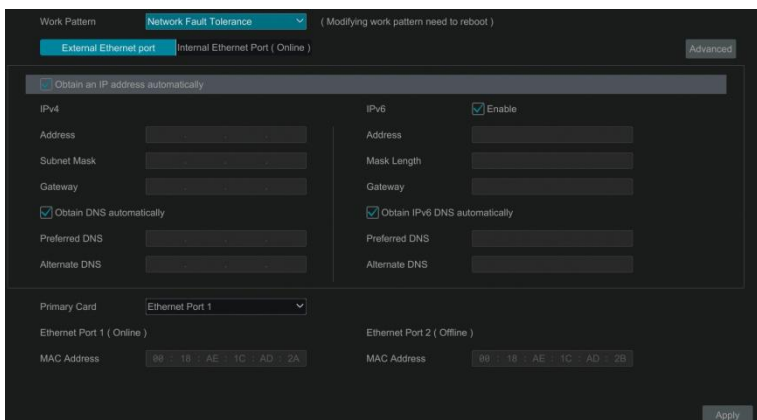 Work Pattern Network Fault Tolerance ( Modifying work pattern need to reboot )
External Ethernet port Internal Ethernet Port ( Online ) Advanced
Obtain an IP address automatically
IPv4 IPv6 Enable
Address Address
Subnet Mask Mask Length
Gateway Gateway
Obtain DNS automatically Obtain IPv6 DNS automatically
Preferred DNS Preferred DNS
Alternate DNS Alternate DNS
Primary Card Ethernet Port 1
Ethernet Port 1 ( Online ) Ethernet Port 2 ( Offline )
MAC Address 00 : 18 : AE : 1C : AD : 2A MAC Address 00 : 18 : AE : 1C : AD : 2B
Apply